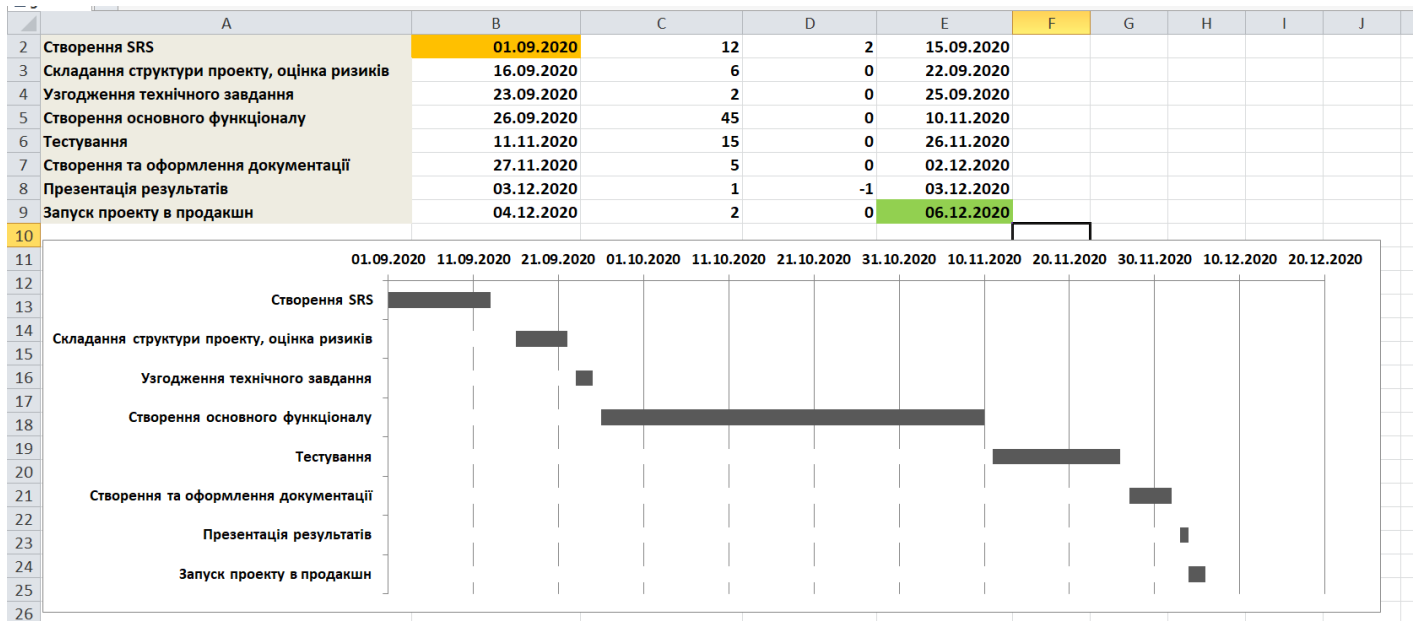 A B C D E F G H I J
2 Створення SRS 01.09.2020 12 2 15.09.2020
3 Складання структури проекту, оцінка ризиків 16.09.2020 6 0 22.09.2020
4 Узгодження технічного завдання 23.09.2020 2 0 25.09.2020
5 Створення основного функціоналу 26.09.2020 45 0 10.11.2020
6 Тестування 11.11.2020 15 0 26.11.2020
7 Створення та оформлення документації 27.11.2020 5 0 02.12.2020
8 Презентація результатів 03.12.2020 1 -1 03.12.2020
9 Запуск проекту в продакшн 04.12.2020 2 0 06.12.2020
10
11 01.09.2020 11.09.2020 21.09.2020 01.10.2020 11.10.2020 21.10.2020 31.10.2020 10.11.2020 20.11.2020 30.11.2020 10.12.2020 20.12.2020
12
13 Створення SRS
14 Складання структури проекту, оцінка ризиків
15
16 Узгодження технічного завдання
17
18 Створення основного функціоналу
19 Тестування
20
21 Створення та оформлення документації
22
23 Презентація результатів
24 Запуск проекту в продакшн
25
26